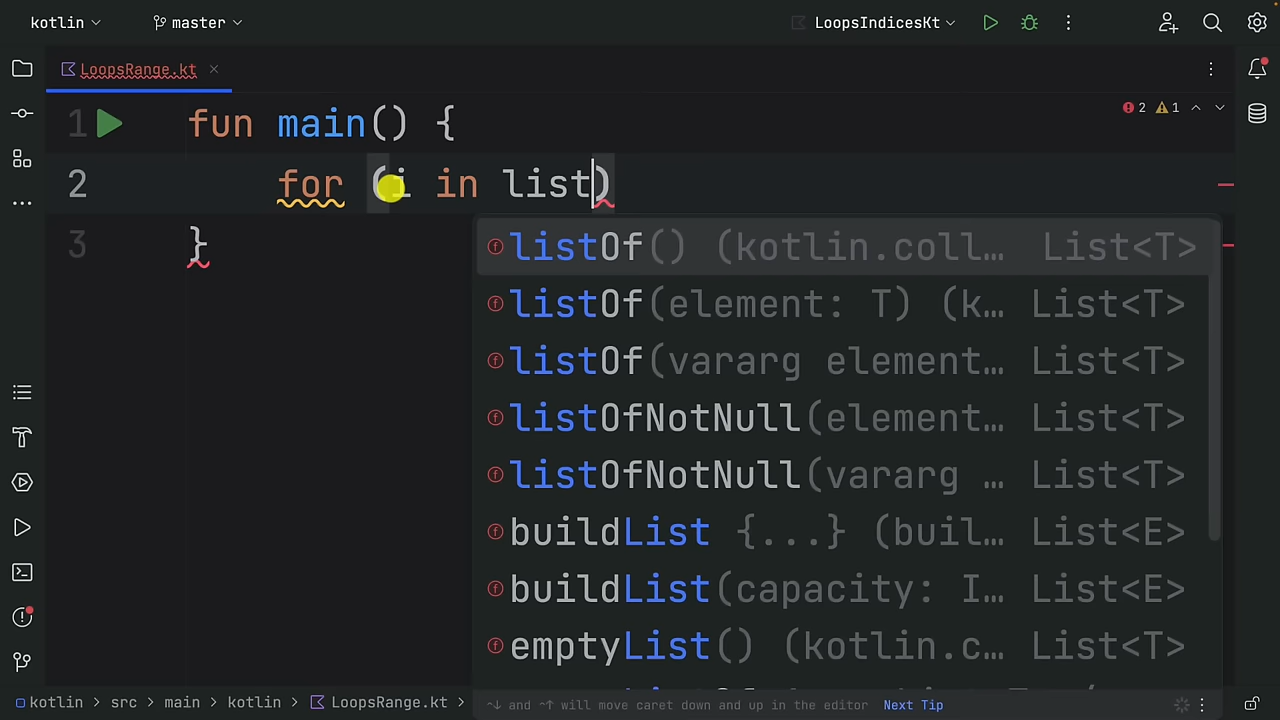 kotlin
master
LoopsIndicesKt
LoopsRange.kt
2 1
1 fun main() {
2 for (i in list)
3 }
listOf() (kotlin.coll… List<T>
listOf(element: T) (k… List<T>
listOf(vararg element… List<T>
listOfNotNull(element… List<T>
listOfNotNull(vararg … List<T>
buildList {...} (buil… List<E>
buildList(capacity: I… List<E>
emptyList() (kotlin.c… List<T>
^↓ and ^↑ will move caret down and up in the editor Next Tip
kotlin > src > main > kotlin > LoopsRange.kt >